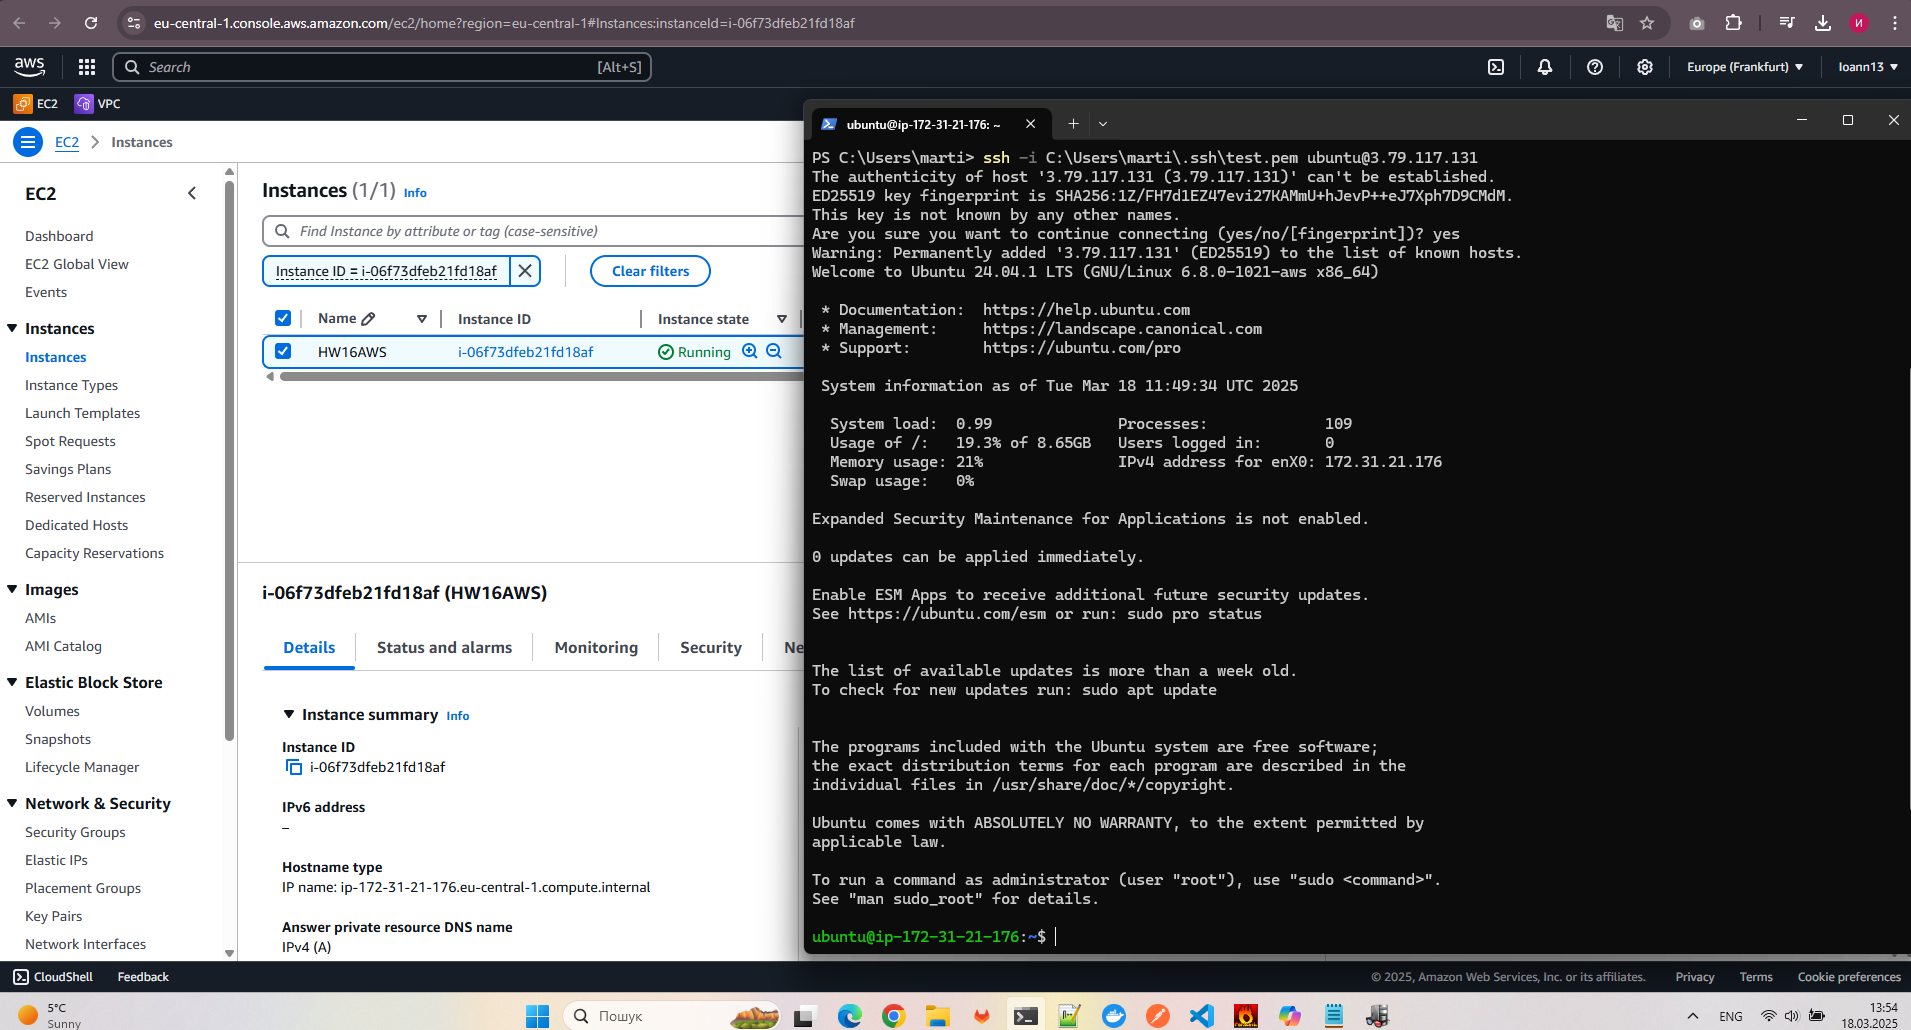 eu-central-1.console.aws.amazon.com/ec2/home?region=eu-central-1#Instances:instanceId=i-06f73dfeb21fd18af
И
aws
Search
[Alt+S]
Europe (Frankfurt)
Ioann13
EC2
VPC
EC2
Instances
EC2
Dashboard
EC2 Global View
Events
Instances
Instances
Instance Types
Launch Templates
Spot Requests
Savings Plans
Reserved Instances
Dedicated Hosts
Capacity Reservations
Images
AMIs
AMI Catalog
Elastic Block Store
Volumes
Snapshots
Lifecycle Manager
Network & Security
Security Groups
Elastic IPs
Placement Groups
Key Pairs
Network Interfaces
Instances (1/1) Info
Find Instance by attribute or tag (case-sensitive)
Instance ID = i-06f73dfeb21fd18af
Clear filters
Name
Instance ID
Instance state
HW16AWS
i-06f73dfeb21fd18af
Running
i-06f73dfeb21fd18af (HW16AWS)
Details
Status and alarms
Monitoring
Security
Ne
Instance summary Info
Instance ID
i-06f73dfeb21fd18af
IPv6 address
–
Hostname type
IP name: ip-172-31-21-176.eu-central-1.compute.internal
Answer private resource DNS name
IPv4 (A)
ubuntu@ip-172-31-21-176: ~
PS C:\Users\marti> ssh -i C:\Users\marti\.ssh\test.pem ubuntu@3.79.117.131
The authenticity of host '3.79.117.131 (3.79.117.131)' can't be established.
ED25519 key fingerprint is SHA256:1Z/FH7d1EZ47evi27KAMmU+hJevP++eJ7Xph7D9CMdM.
This key is not known by any other names.
Are you sure you want to continue connecting (yes/no/[fingerprint])? yes
Warning: Permanently added '3.79.117.131' (ED25519) to the list of known hosts.
Welcome to Ubuntu 24.04.1 LTS (GNU/Linux 6.8.0-1021-aws x86_64)
* Documentation:  https://help.ubuntu.com
* Management:     https://landscape.canonical.com
* Support:        https://ubuntu.com/pro
System information as of Tue Mar 18 11:49:34 UTC 2025
System load:  0.99              Processes:             109
Usage of /:   19.3% of 8.65GB   Users logged in:       0
Memory usage: 21%               IPv4 address for enX0: 172.31.21.176
Swap usage:   0%
Expanded Security Maintenance for Applications is not enabled.
0 updates can be applied immediately.
Enable ESM Apps to receive additional future security updates.
See https://ubuntu.com/esm or run: sudo pro status
The list of available updates is more than a week old.
To check for new updates run: sudo apt update
The programs included with the Ubuntu system are free software;
the exact distribution terms for each program are described in the
individual files in /usr/share/doc/*/copyright.
Ubuntu comes with ABSOLUTELY NO WARRANTY, to the extent permitted by
applicable law.
To run a command as administrator (user "root"), use "sudo <command>".
See "man sudo_root" for details.
ubuntu@ip-172-31-21-176:~$
CloudShell
Feedback
© 2025, Amazon Web Services, Inc. or its affiliates.
Privacy
Terms
Cookie preferences
5°C
Sunny
Пошук
ENG
13:54
18.03.2025